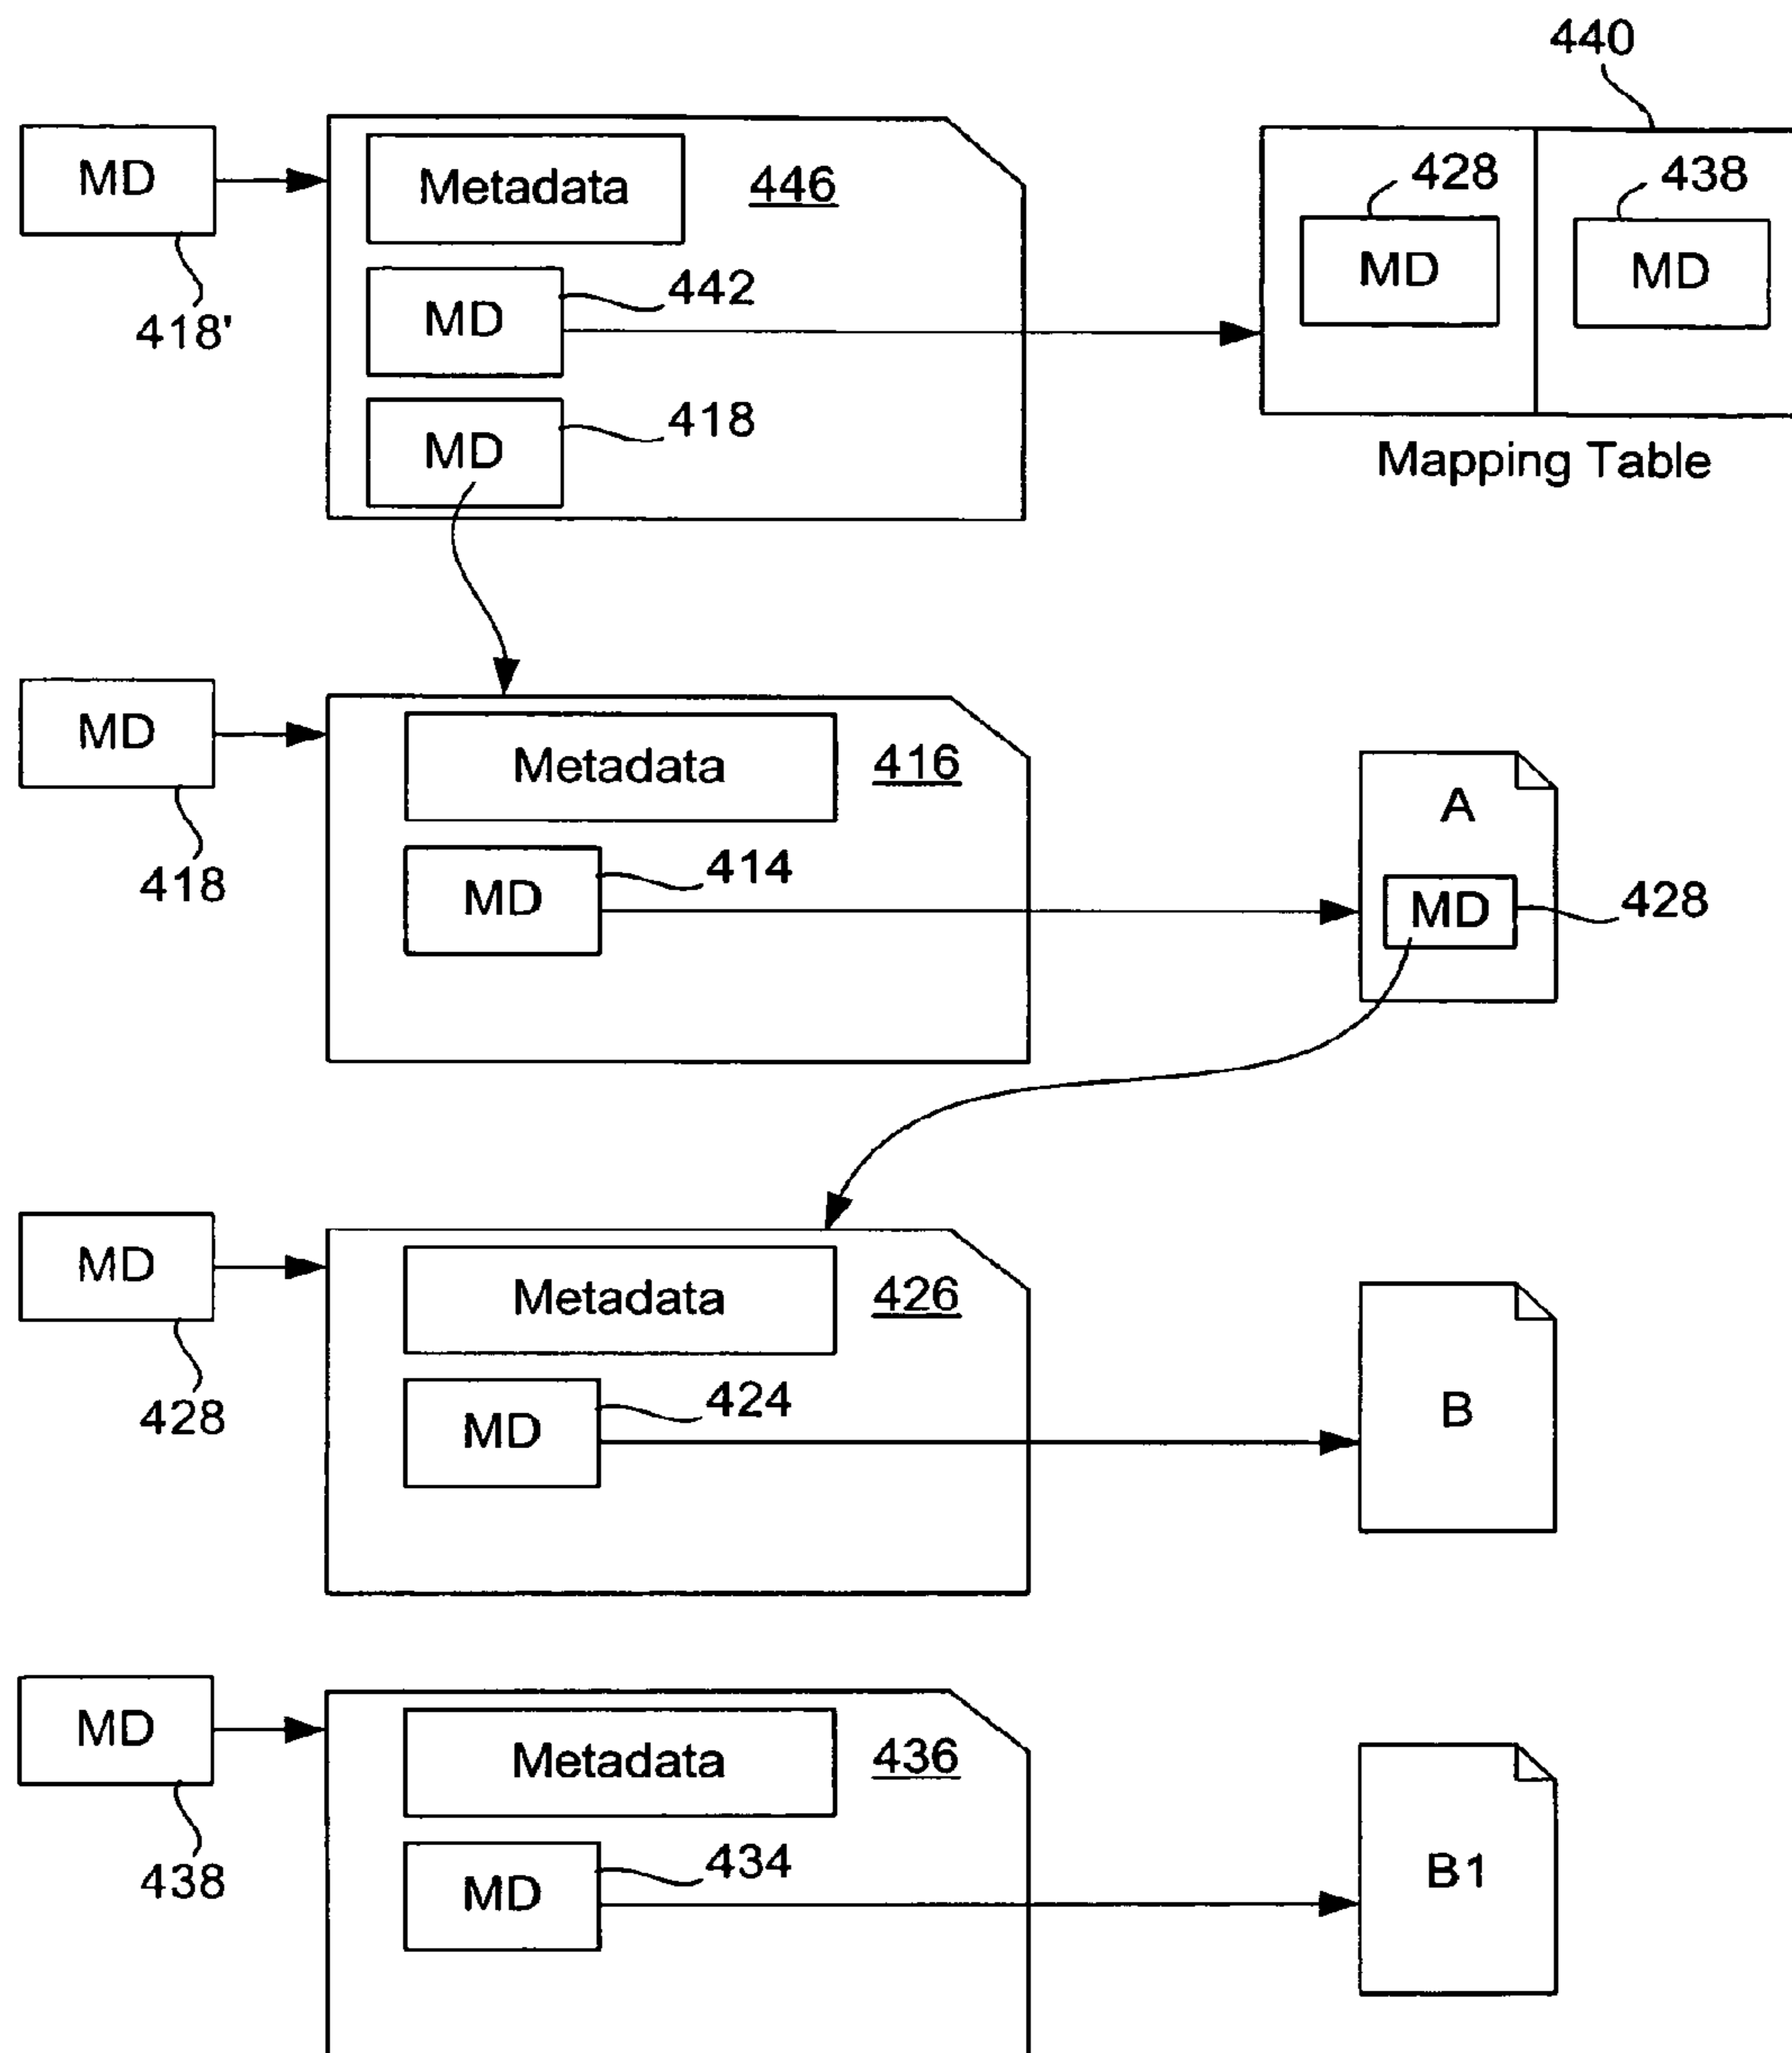 440
MD
Metadata
446
428
438
MD
MD
442
MD
418'
418
MD
Mapping Table
MD
Metadata
416
A
414
MD
MD
428
418
MD
Metadata
426
424
MD
B
428
MD
Metadata
436
434
MD
B1
438